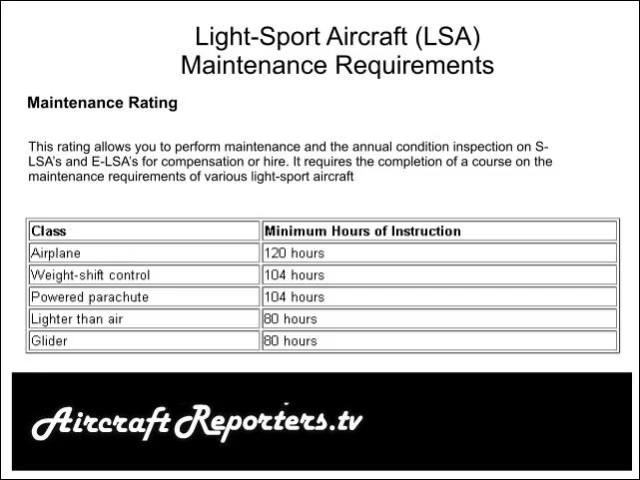 Light-Sport Aircraft (LSA)
Maintenance Requirements
Maintenance Rating
This rating allows you to perform maintenance and the annual condition inspection on S-
LSA's and E-LSA's for compensation or hire. It requires the completion of a course on the
maintenance requirements of various light-sport aircraft
Class Minimum Hours of Instruction
Airplane 120 hours
Weight-shift control 104 hours
Powered parachute 104 hours
Lighter than air 80 hours
Glider 80 hours
AircraftReporters.tv